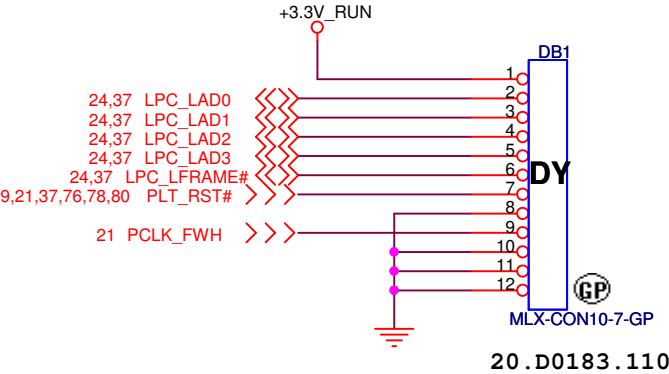 +3.3V_RUN
DB1
1
24,37 LPC_LAD0 2
24,37 LPC_LAD1 3
24,37 LPC_LAD2 4
24,37 LPC_LAD3 5
24,37 LPC_LFRAME# 6
9,21,37,76,78,80 PLT_RST# 7
DY
8
21 PCLK_FWH 9
10
11
12
GP
MLX-CON10-7-GP
20.D0183.110